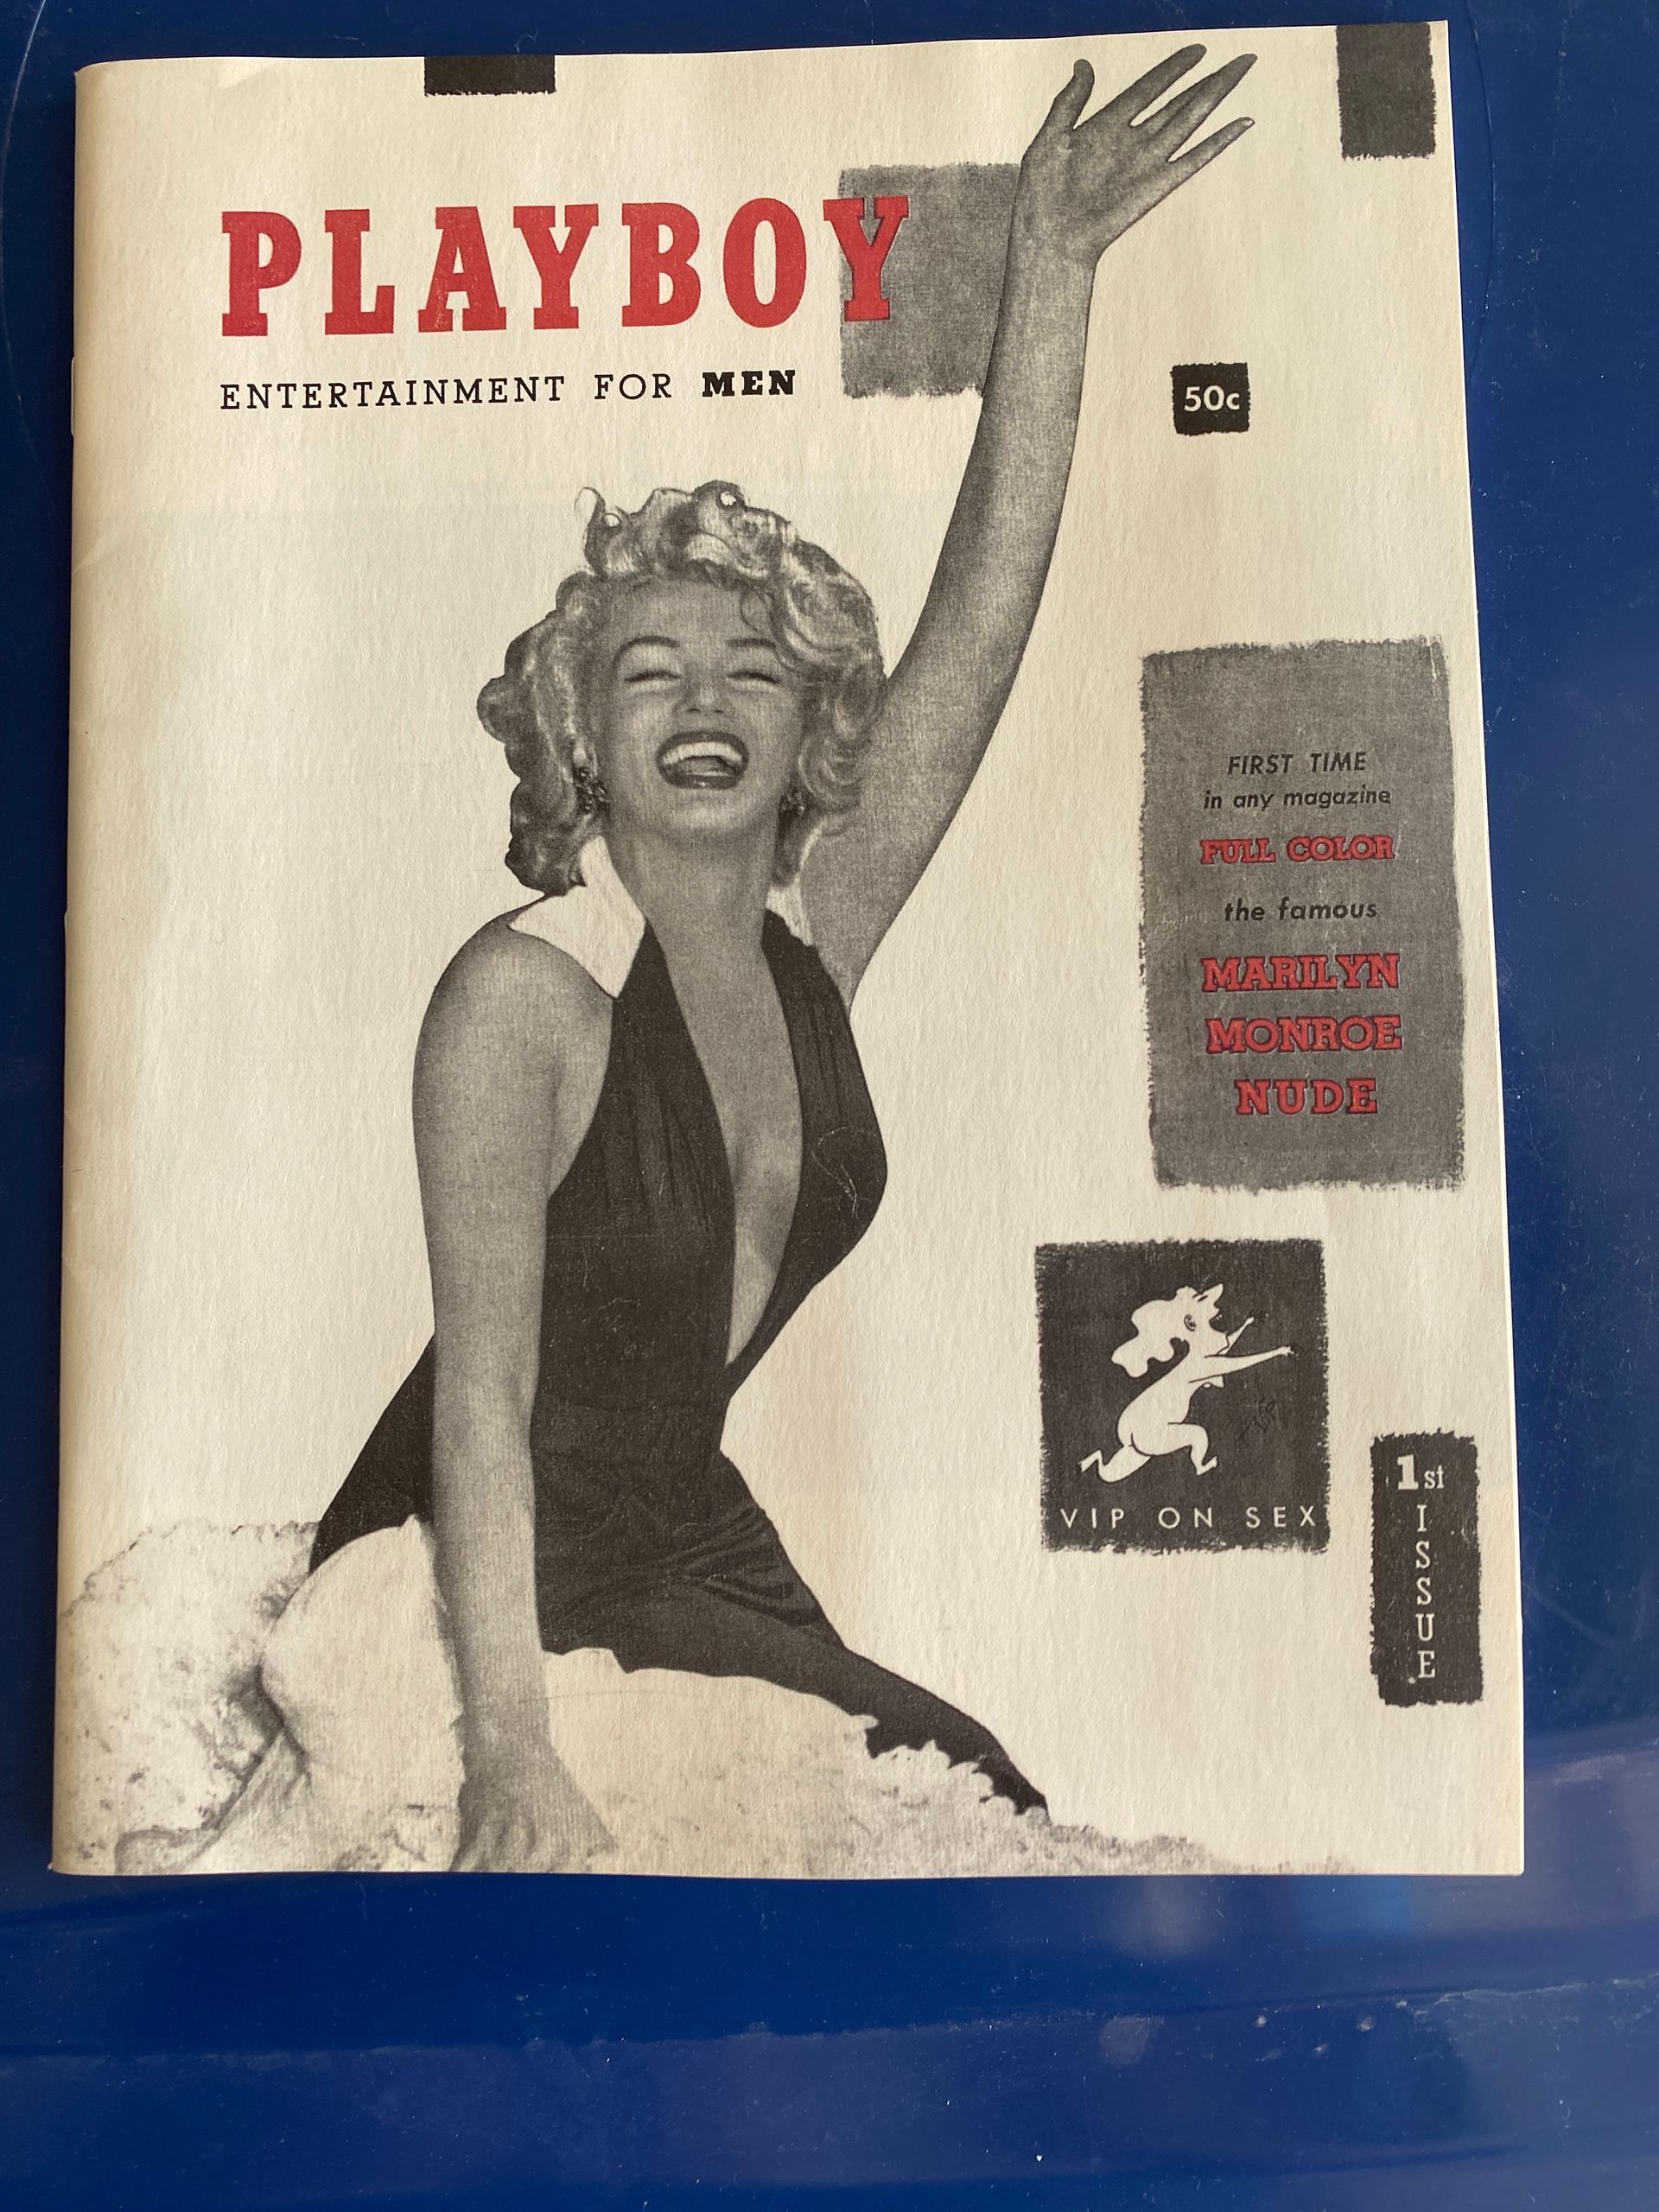 PLAYBOY
ENTERTAINMENT FOR MEN
50c
FIRST TIME
in any magazine
FULL COLOR
the famous
MARILYN
MONROE
NUDE
VIP ON SEX
1st
I
S
S
U
E